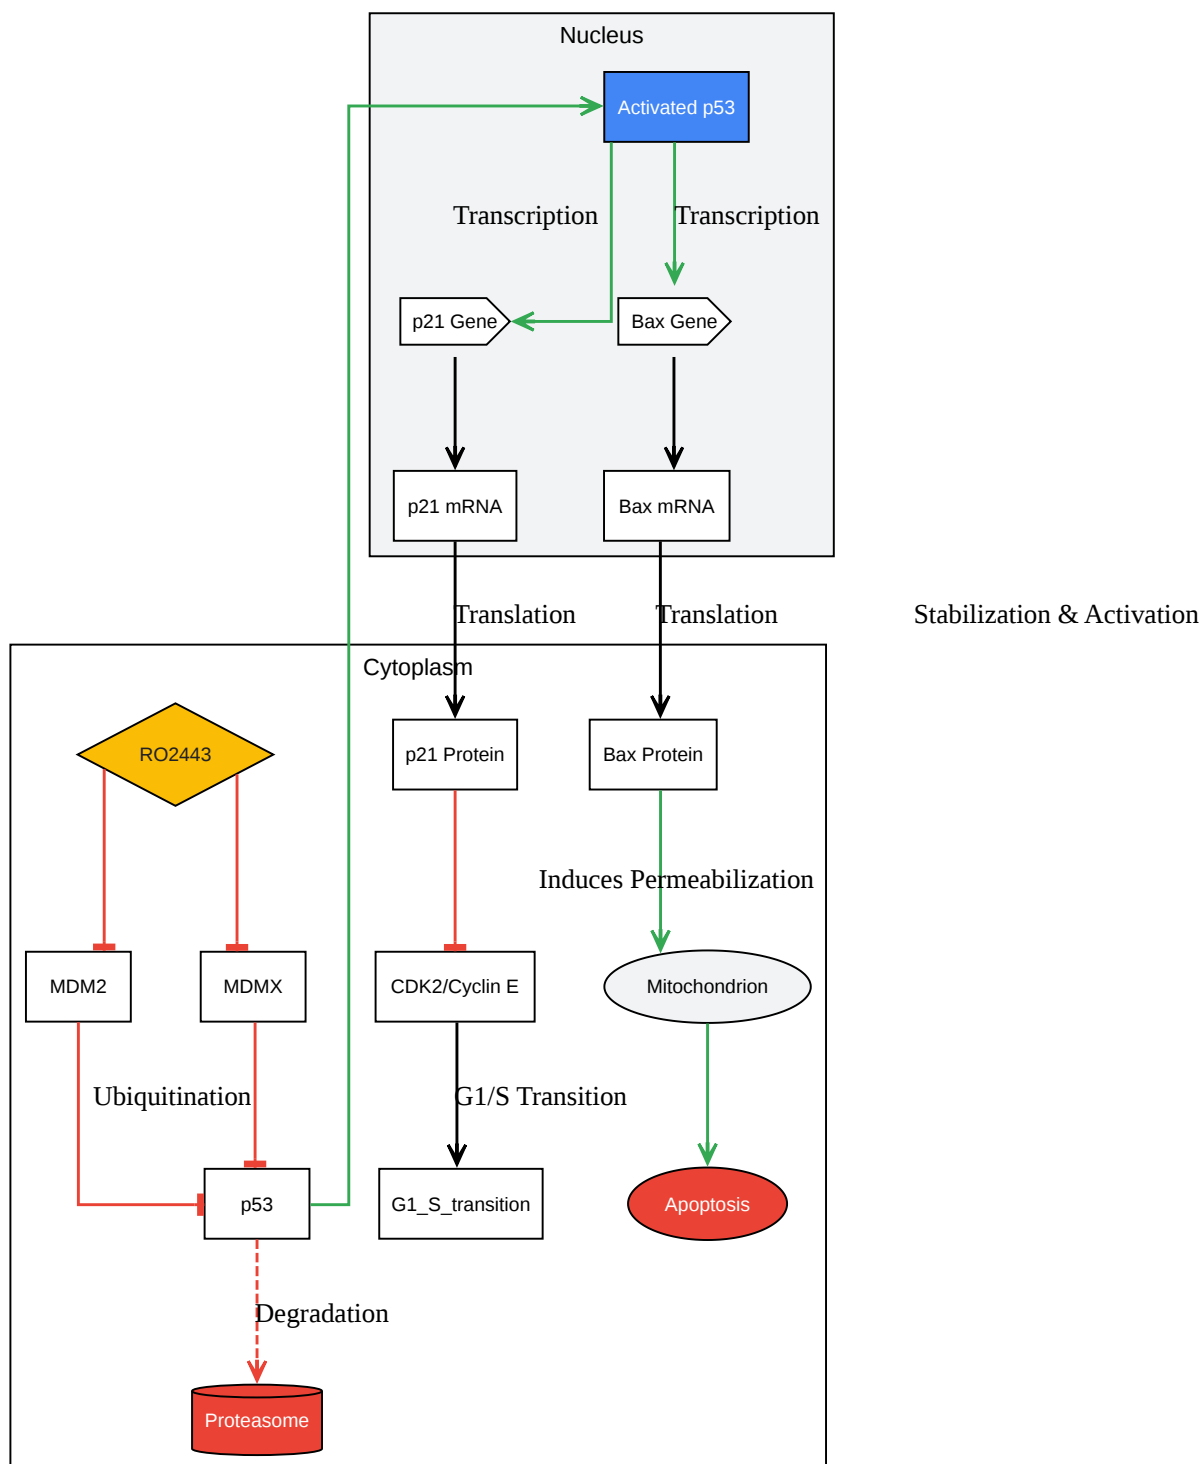 Nucleus
Activated p53
Transcription
Transcription
p21 Gene
Bax Gene
p21 mRNA
Bax mRNA
Translation
Translation
Stabilization & Activation
Cytoplasm
RO2443
p21 Protein
Bax Protein
Induces Permeabilization
MDM2
MDMX
CDK2/Cyclin E
Mitochondrion
Ubiquitination
G1/S Transition
p53
G1_S_transition
Apoptosis
Degradation
Proteasome